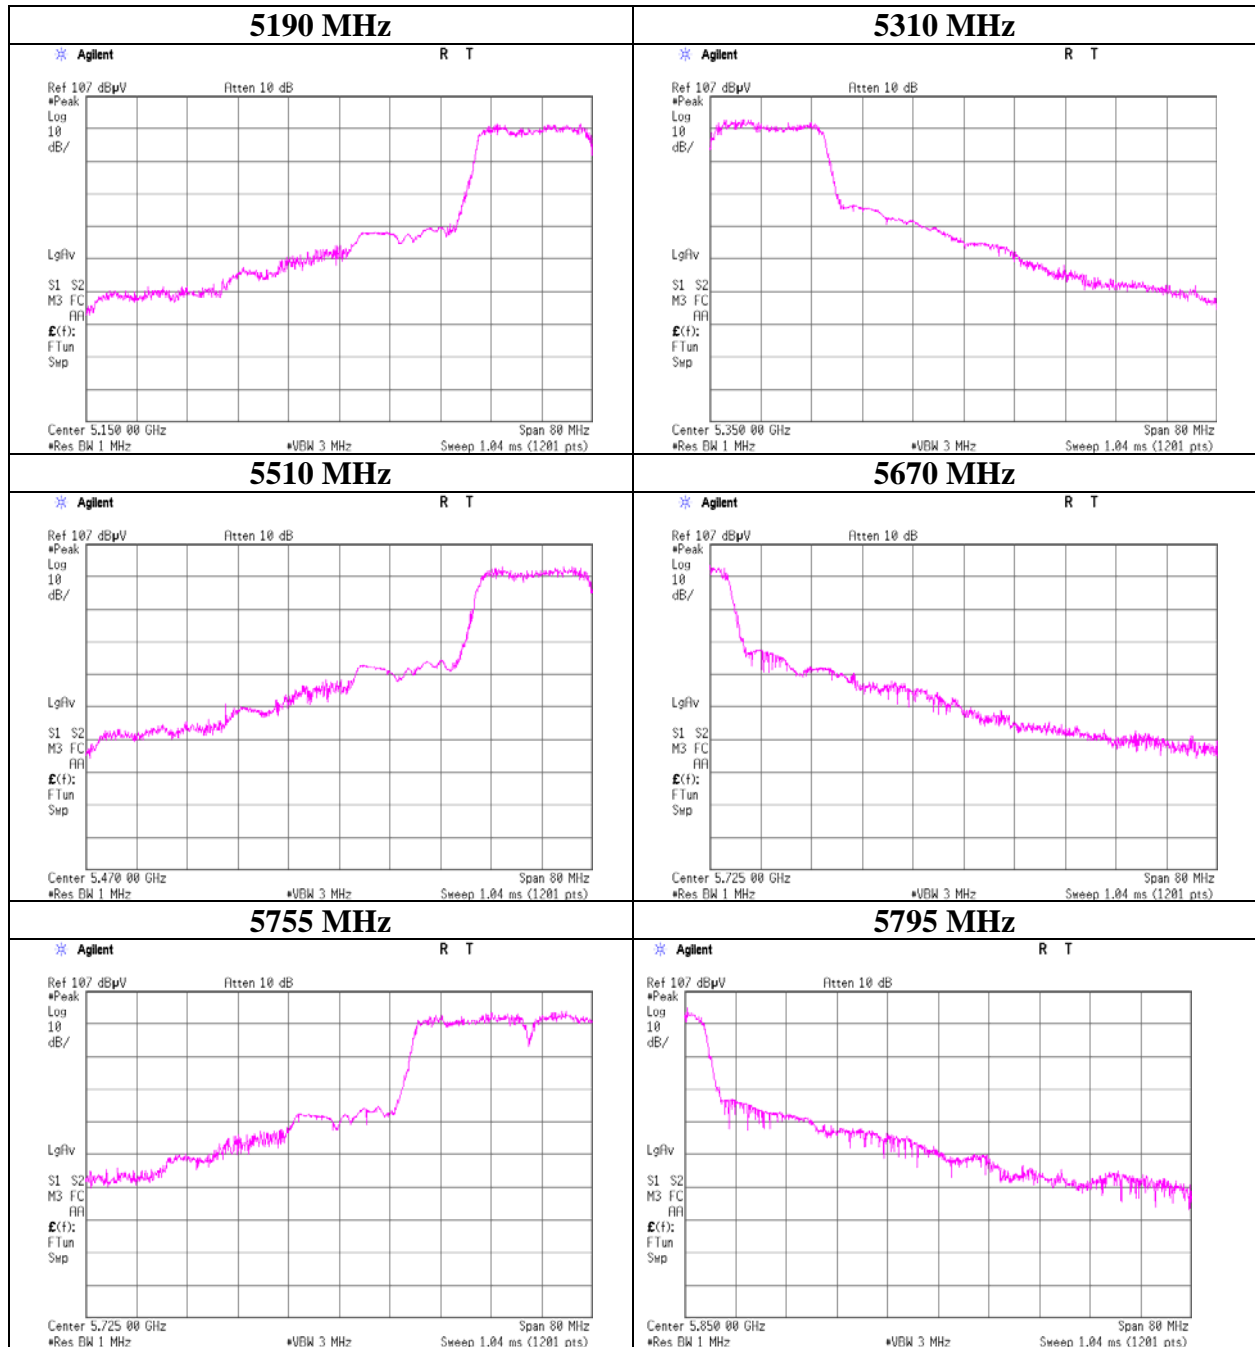 5190 MHz
Agilent R T
Ref 107 dBµV Atten 10 dB
#Peak
Log
10
dB/
LgAv
S1 S2
M3 FC
AA
£(f):
FTun
Swp
Center 5.150 00 GHz Span 80 MHz
#Res BW 1 MHz #VBW 3 MHz Sweep 1.04 ms (1201 pts)
5310 MHz
Agilent R T
Ref 107 dBµV Atten 10 dB
#Peak
Log
10
dB/
LgAv
S1 S2
M3 FC
AA
£(f):
FTun
Swp
Center 5.350 00 GHz Span 80 MHz
#Res BW 1 MHz #VBW 3 MHz Sweep 1.04 ms (1201 pts)
5510 MHz
Agilent R T
Ref 107 dBµV Atten 10 dB
#Peak
Log
10
dB/
LgAv
S1 S2
M3 FC
AA
£(f):
FTun
Swp
Center 5.470 00 GHz Span 80 MHz
#Res BW 1 MHz #VBW 3 MHz Sweep 1.04 ms (1201 pts)
5670 MHz
Agilent R T
Ref 107 dBµV Atten 10 dB
#Peak
Log
10
dB/
LgAv
S1 S2
M3 FC
AA
£(f):
FTun
Swp
Center 5.725 00 GHz Span 80 MHz
#Res BW 1 MHz #VBW 3 MHz Sweep 1.04 ms (1201 pts)
5755 MHz
Agilent R T
Ref 107 dBµV Atten 10 dB
#Peak
Log
10
dB/
LgAv
S1 S2
M3 FC
AA
£(f):
FTun
Swp
Center 5.725 00 GHz Span 80 MHz
#Res BW 1 MHz #VBW 3 MHz Sweep 1.04 ms (1201 pts)
5795 MHz
Agilent R T
Ref 107 dBµV Atten 10 dB
#Peak
Log
10
dB/
LgAv
S1 S2
M3 FC
AA
£(f):
FTun
Swp
Center 5.850 00 GHz Span 80 MHz
#Res BW 1 MHz #VBW 3 MHz Sweep 1.04 ms (1201 pts)